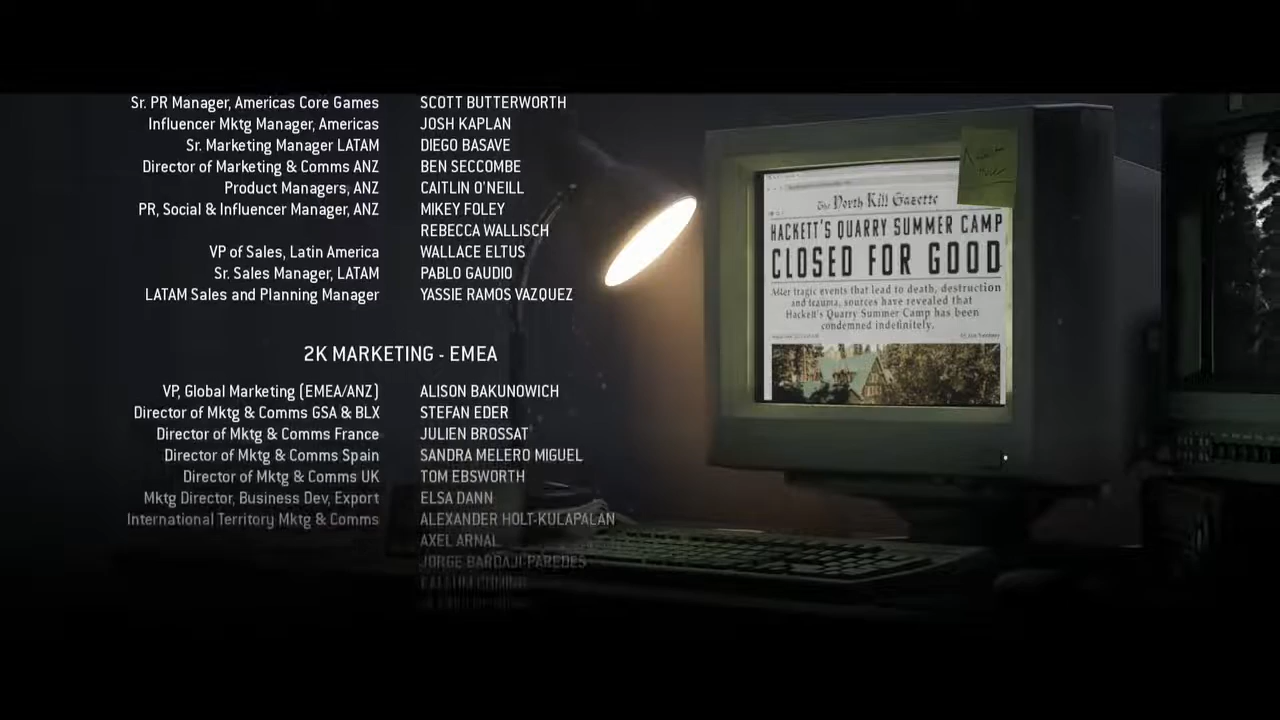 Sr. PR Manager, Americas Core Games SCOTT BUTTERWORTH
Influencer Mktg Manager, Americas JOSH KAPLAN
Sr. Marketing Manager LATAM DIEGO BASAVE
Director of Marketing & Comms ANZ BEN SECCOMBE
Product Managers, ANZ CAITLIN O'NEILL
PR, Social & Influencer Manager, ANZ MIKEY FOLEY
REBECCA WALLISCH
VP of Sales, Latin America WALLACE ELTUS
Sr. Sales Manager, LATAM PABLO GAUDIO
LATAM Sales and Planning Manager YASSIE RAMOS VAZQUEZ
2K MARKETING - EMEA
VP, Global Marketing (EMEA/ANZ) ALISON BAKUNOWICH
Director of Mktg & Comms GSA & BLX STEFAN EDER
Director of Mktg & Comms France JULIEN BROSSAT
Director of Mktg & Comms Spain SANDRA MELERO MIGUEL
Director of Mktg & Comms UK TOM EBSWORTH
Mktg Director, Business Dev, Export ELSA DANN
International Territory Mktg & Comms ALEXANDER HOLT-KULAPALAN
AXEL ARNAL
JORGE BARDAJI-PAREDES
The North Kill Gazette
HACKETT'S QUARRY SUMMER CAMP
CLOSED FOR GOOD
After tragic events that lead to death, destruction
and trauma, sources have revealed that
Hackett's Quarry Summer Camp has been
condemned indefinitely.